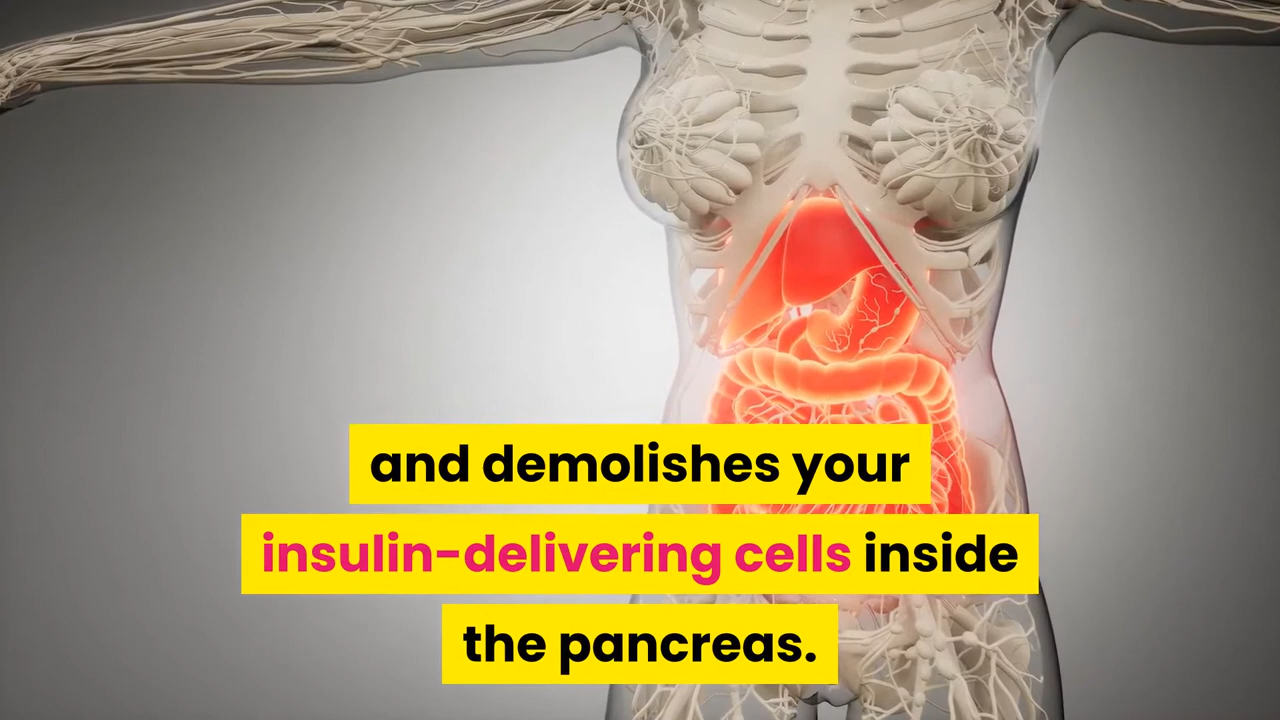 and demolishes your
insulin-delivering cells inside
the pancreas.